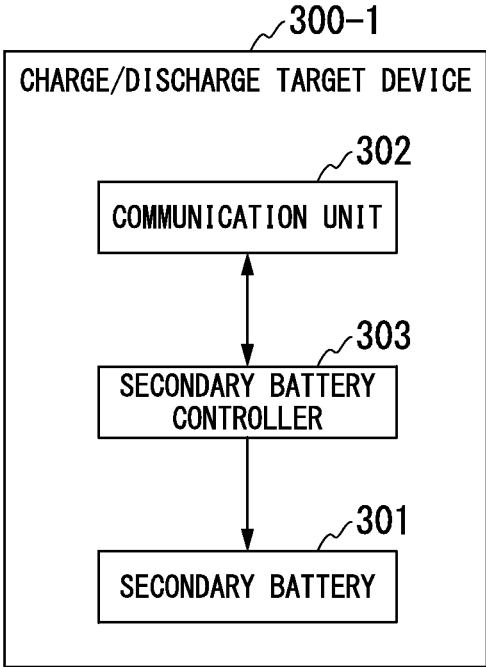 300-1
CHARGE/DISCHARGE TARGET DEVICE
302
COMMUNICATION UNIT
303
SECONDARY BATTERY
CONTROLLER
301
SECONDARY BATTERY